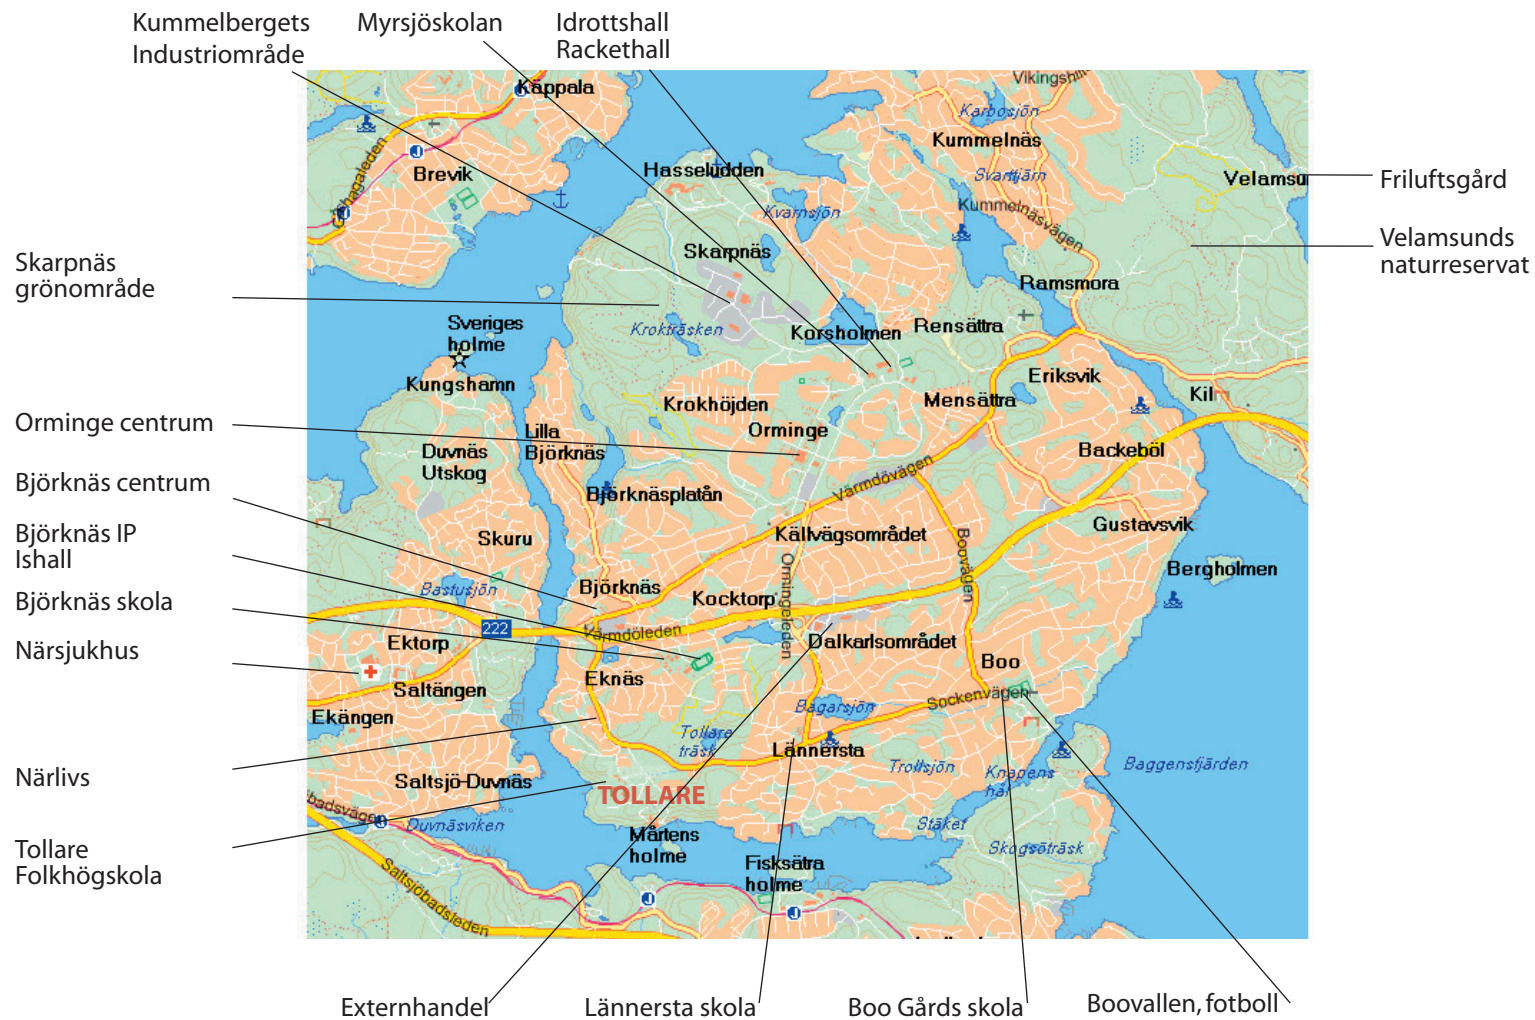 Kummelbergets
Industriområde
Myrsjöskolan
Idrottshall
Rackethall
Friluftsgård
Velamsunds
naturreservat
Skarpnäs
grönområde
Orminge centrum
Björknäs centrum
Björknäs IP
Ishall
Björknäs skola
Närsjukhus
Närlivs
Tollare
Folkhögskola
Externhandel
Lännersta skola
Boo Gårds skola
Boovallen, fotboll
Käppala
Brevik
Hasseludden
Kvarnsjön
Skarpnäs
Karbosjön
Kummelnäs
Svarttjärn
Kummelnäsvägen
Velamsu
Ramsmora
Sveriges
holme
Kungshamn
Krokträsken
Korsholmen
Rensättra
Eriksvik
Kil
Krokhöjden
Mensättra
Orminge
Lilla
Björknäs
Duvnäs
Utskog
Björknäsplatån
Värmdövägen
Backeböl
Gustavsvik
Skuru
Källvägsområdet
Boovägen
Bergholmen
Bastusjön
Björknäs
Kocktorp
Ormingeleden
222
Värmdöleden
Ektorp
Dalkarlsområdet
Boo
Saltängen
Eknäs
Sockenvägen
Ekängen
Bagarsjön
Tollare
träsk
Lännersta
Trollsjön
Knapens
hål
Baggensfjärden
Saltsjö-Duvnäs
TOLLARE
Duvnäsviken
Mårtens
holme
Stäket
Skogsöträsk
Fisksätra
holme
Saltsjöbadsleden